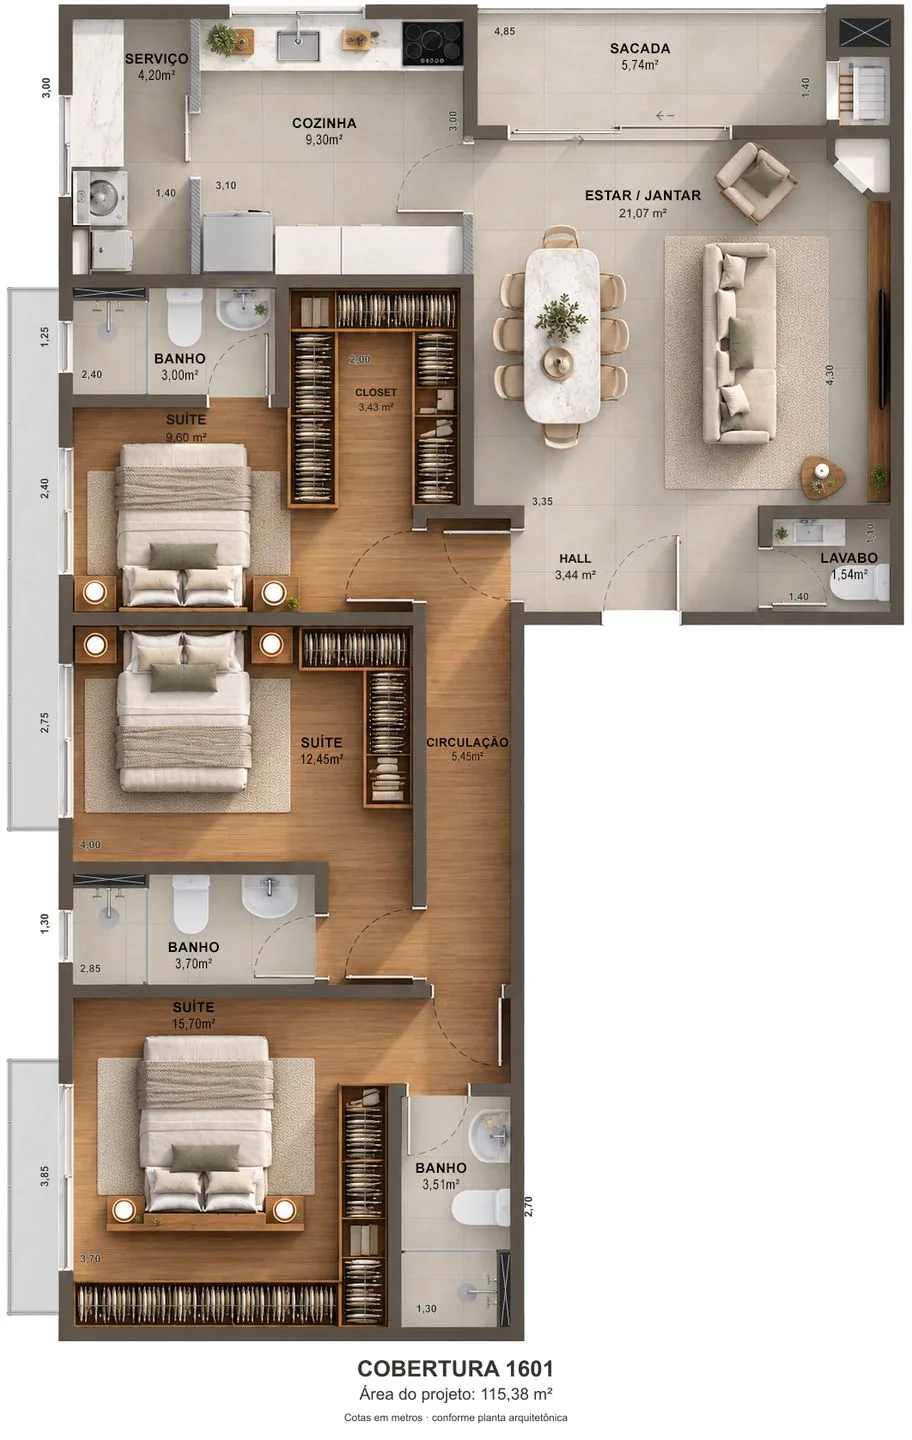 4,85
SACADA
5,74m²
1,40
SERVIÇO
4,20m²
3,00
COZINHA
9,30m²
3,00
1,40
3,10
ESTAR / JANTAR
21,07 m²
4,30
1,25
BANHO
3,00m²
2,40
2,00
CLOSET
3,43 m²
SUÍTE
9,60 m²
2,40
3,35
HALL
3,44 m²
1,10
LAVABO
1,54m²
1,40
2,75
SUÍTE
12,45m²
CIRCULAÇÃO
5,45m²
4,00
1,30
BANHO
3,70m²
2,85
SUÍTE
15,70m²
3,85
BANHO
3,51m²
2,70
3,70
1,30
COBERTURA 1601
Área do projeto: 115,38 m²
Cotas em metros · conforme planta arquitetônica